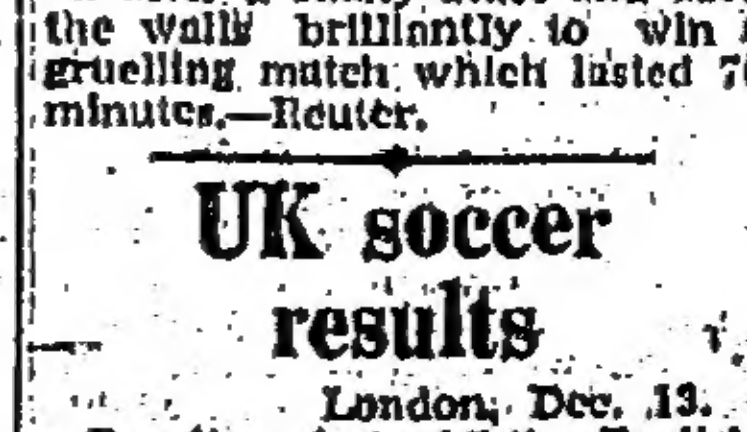 the walls brilliantly to win
gruelling match which lasted
minutes.—Reuter.
UK soccer
results
London, Dec. 13.